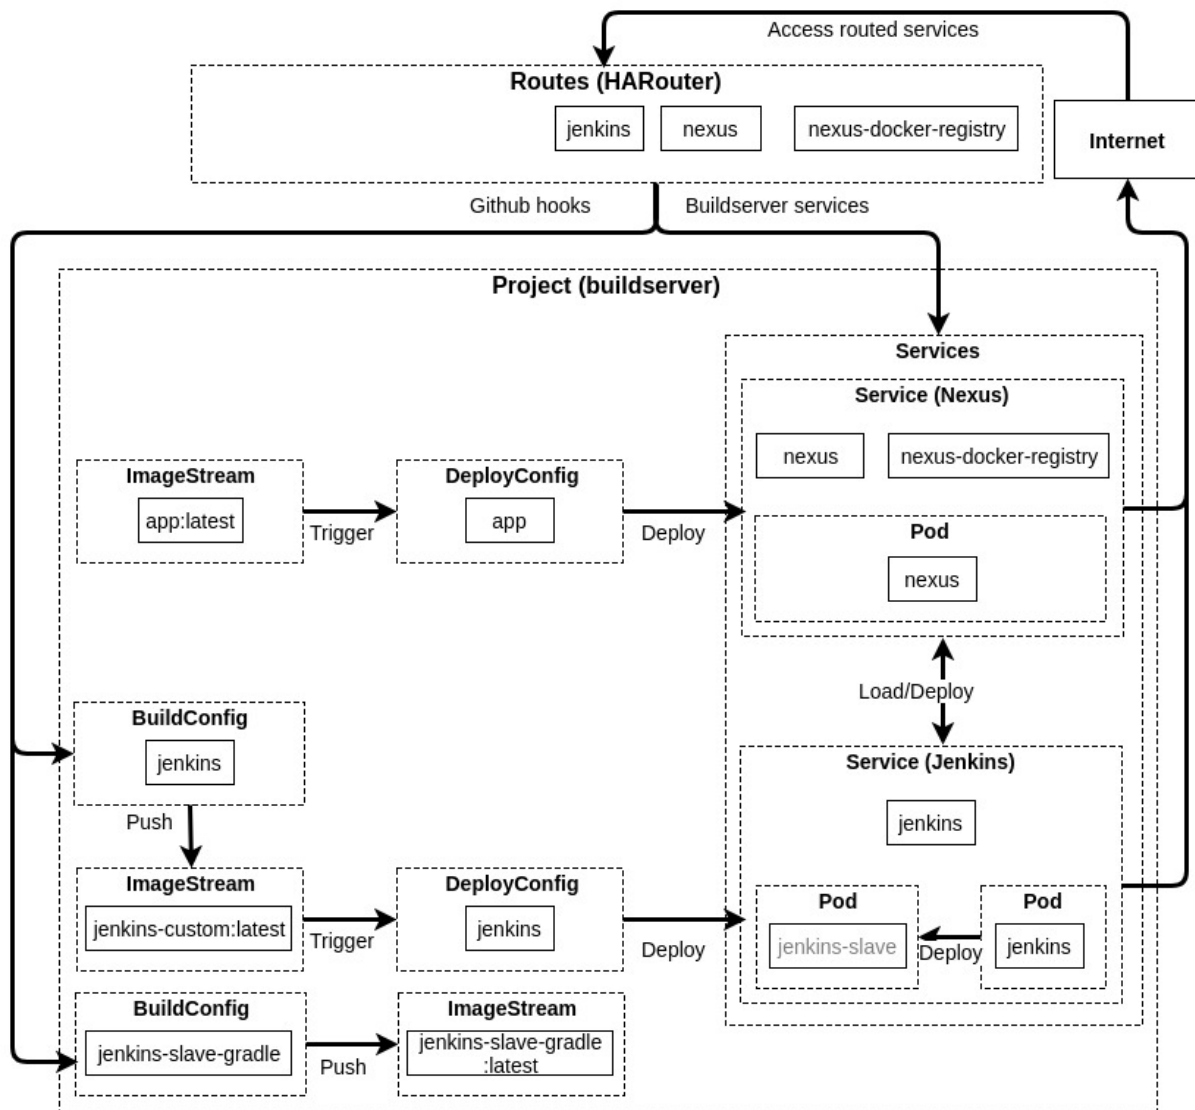 Access routed services
Routes (HARouter)
jenkins
nexus
nexus-docker-registry
Internet
Github hooks
Buildserver services
Project (buildserver)
Services
Service (Nexus)
nexus
nexus-docker-registry
ImageStream
app:latest
Trigger
DeployConfig
app
Deploy
Pod
nexus
Load/Deploy
BuildConfig
jenkins
Push
Service (Jenkins)
jenkins
ImageStream
jenkins-custom:latest
Trigger
DeployConfig
jenkins
Deploy
Pod
jenkins-slave
Deploy
Pod
jenkins
BuildConfig
jenkins-slave-gradle
Push
ImageStream
jenkins-slave-gradle
:latest